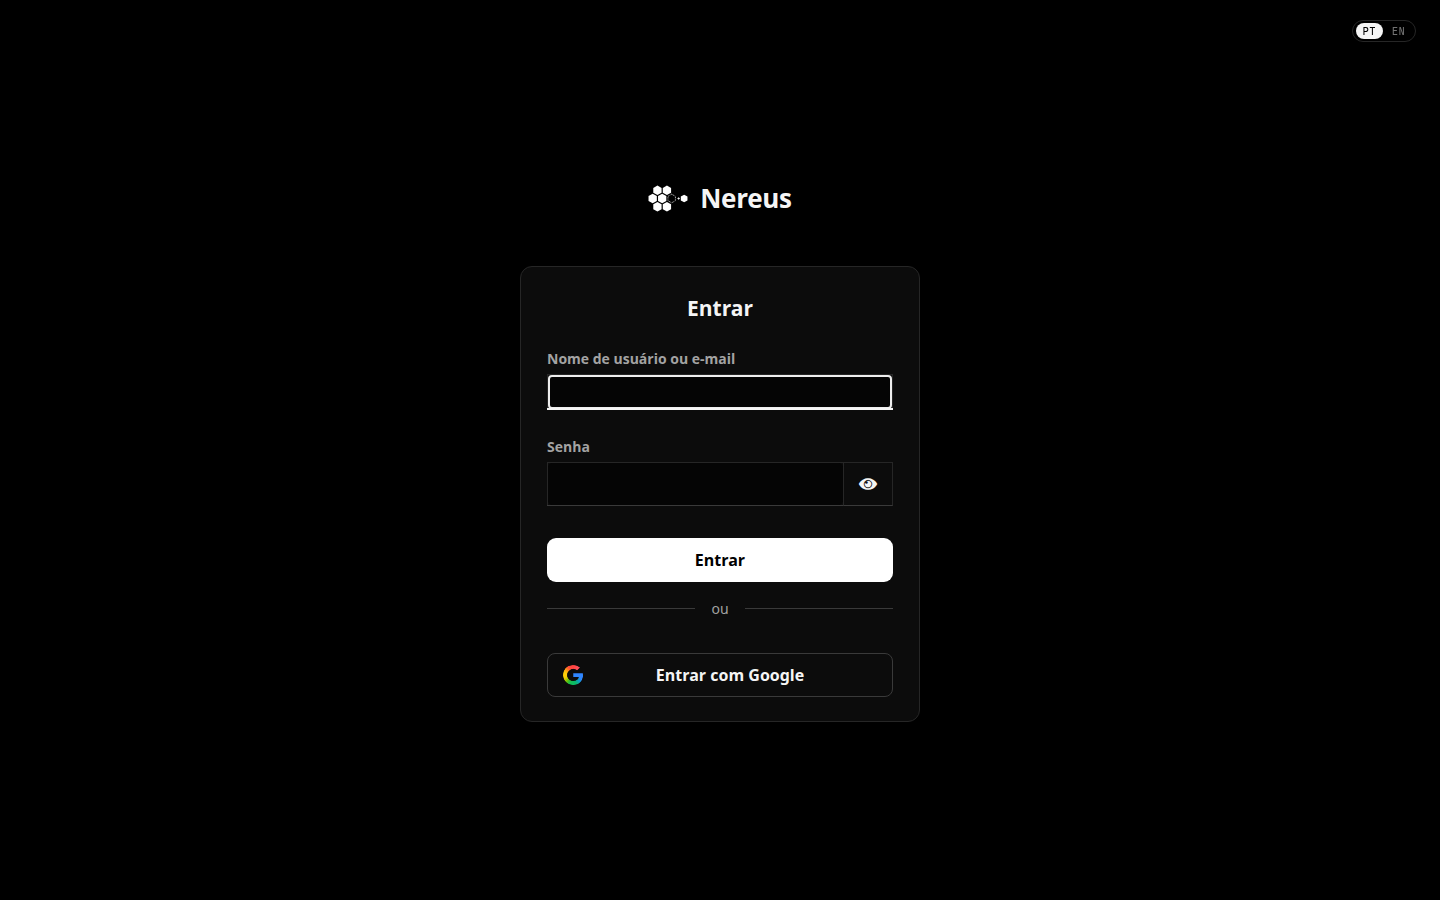 PT EN
Nereus
Entrar
Nome de usuário ou e-mail
Senha
Entrar
ou
Entrar com Google